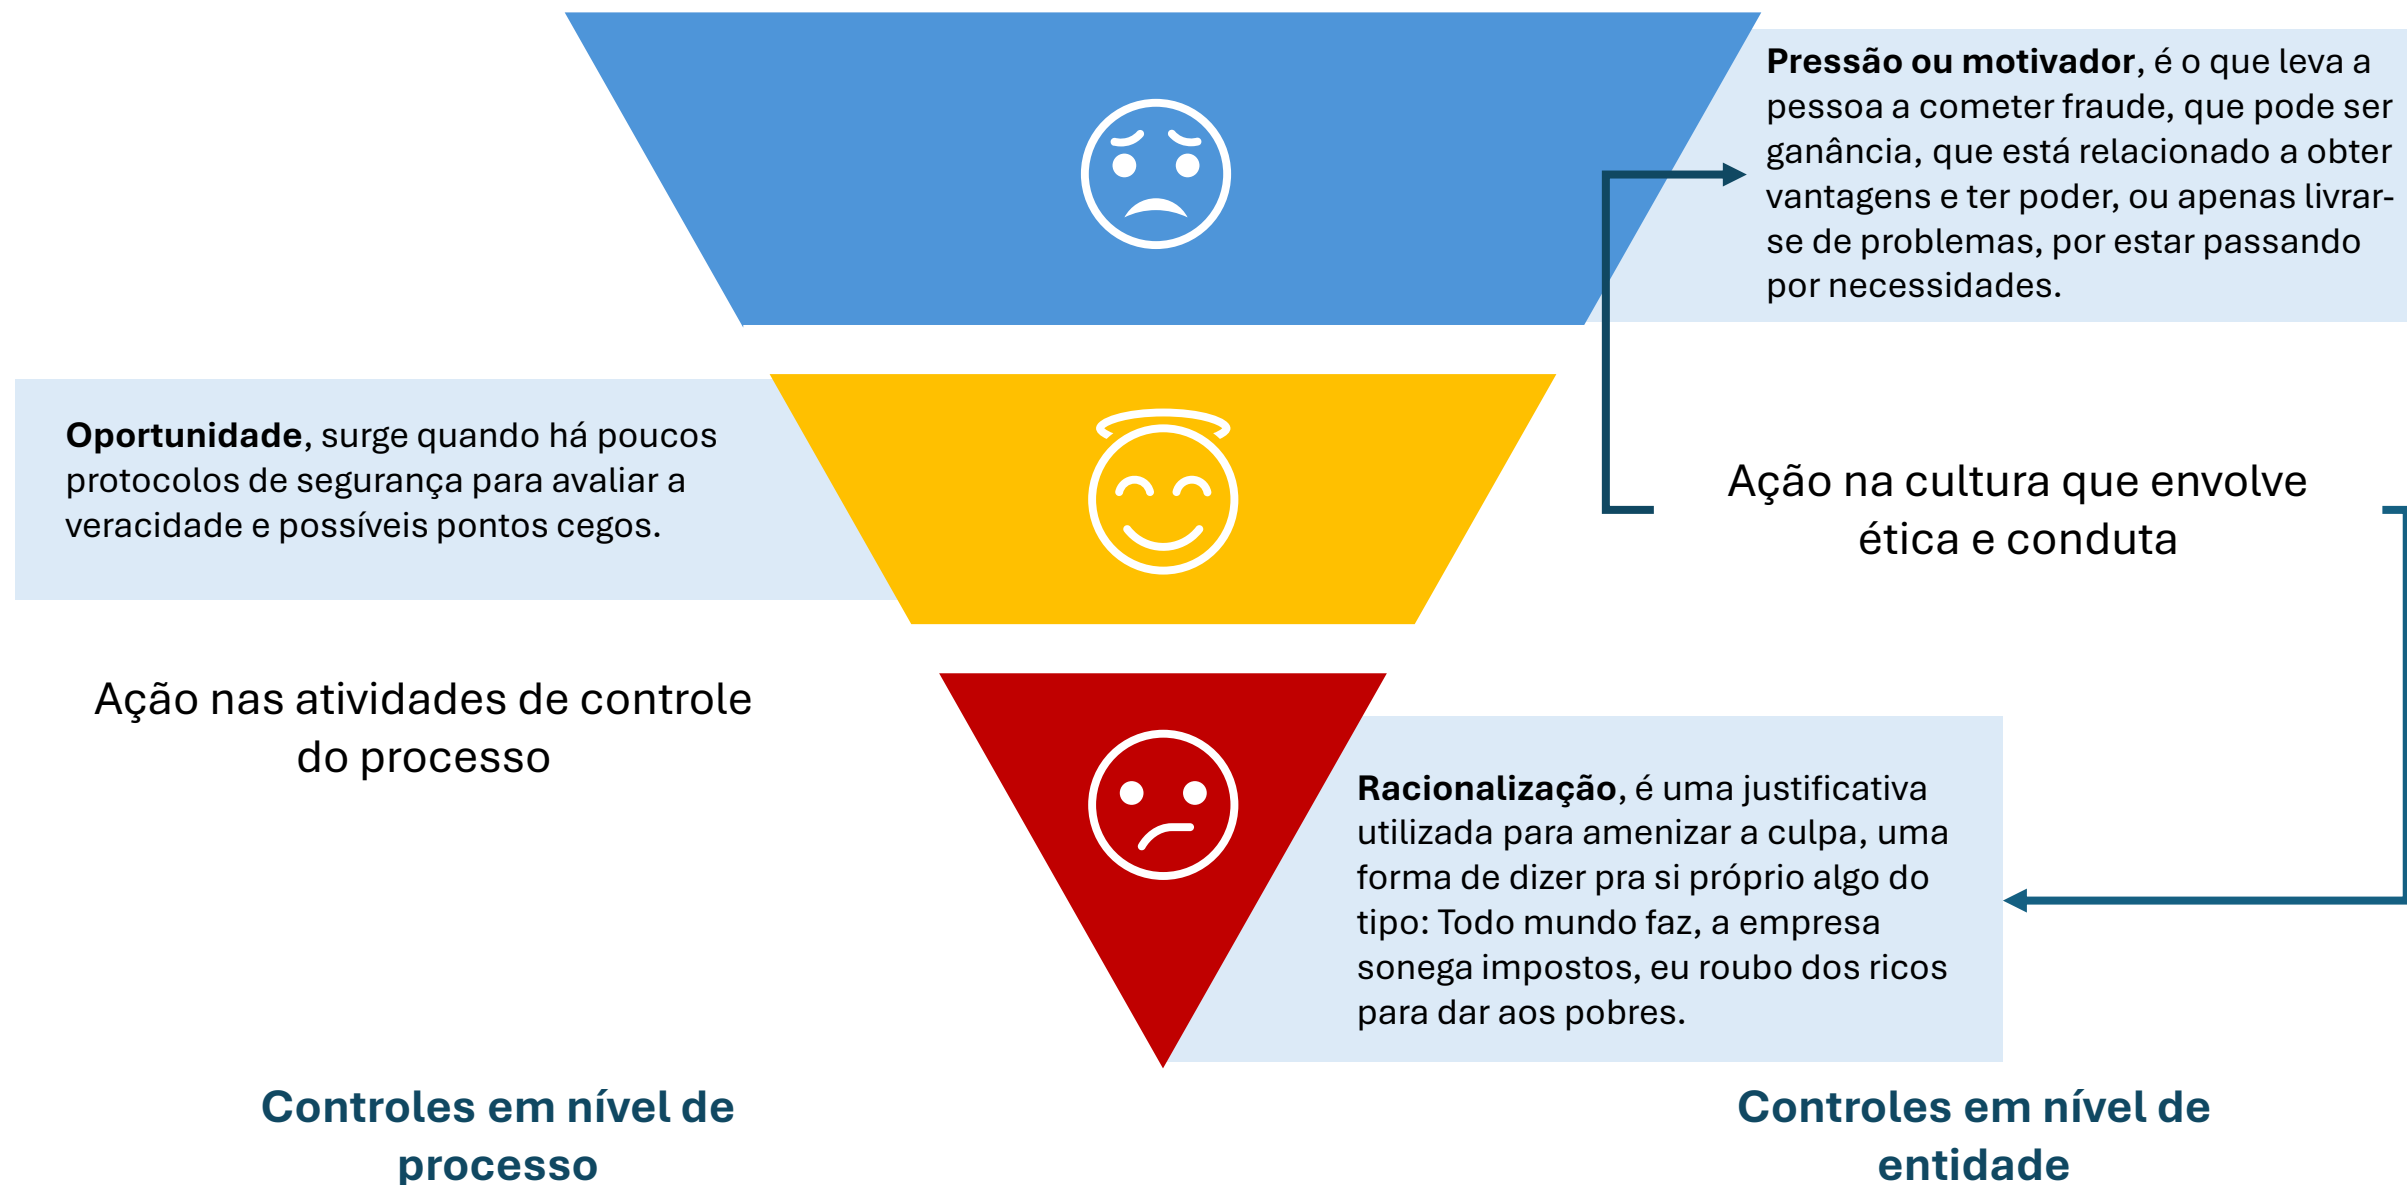 Pressão ou motivador, é o que leva a
pessoa a cometer fraude, que pode ser
ganância, que está relacionado a obter
vantagens e ter poder, ou apenas livrar-
se de problemas, por estar passando
por necessidades.
Oportunidade, surge quando há poucos
protocolos de segurança para avaliar a
veracidade e possíveis pontos cegos.
Ação na cultura que envolve
ética e conduta
Ação nas atividades de controle
do processo
Racionalização, é uma justificativa
utilizada para amenizar a culpa, uma
forma de dizer pra si próprio algo do
tipo: Todo mundo faz, a empresa
sonega impostos, eu roubo dos ricos
para dar aos pobres.
Controles em nível de
processo
Controles em nível de
entidade